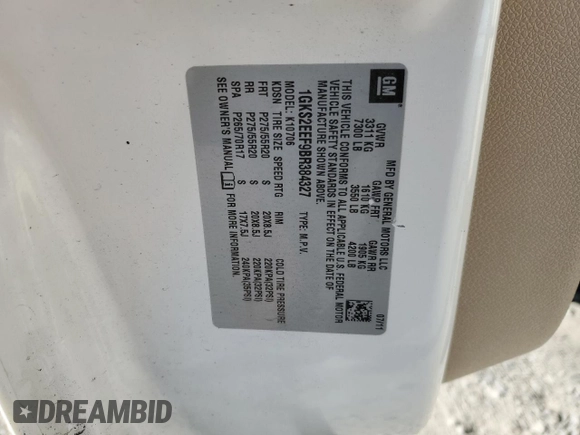 GM
MFD BY GENERAL MOTORS LLC
07/11
GVWR GAWR FRT GAWR RR
3311 KG 1610 KG 1905 KG
7300 LB 3550 LB 4200 LB
THIS VEHICLE CONFORMS TO ALL APPLICABLE U.S. FEDERAL MOTOR
VEHICLE SAFETY STANDARDS IN EFFECT ON THE DATE OF
MANUFACTURE SHOWN ABOVE.
1GKS2EEF9BR384327 TYPE: M.P.V.
MODEL: K10706
KDSN TIRE SIZE SPEED RTG RIM COLD TIRE PRESSURE
FRT P275/55R20 S 20X8.5J 220KPA(32PSI)
RR P275/55R20 S 20X8.5J 220KPA(32PSI)
SPA P265/70R17 S 17X7.5J 240KPA(35PSI)
SEE OWNER'S MANUAL FOR MORE INFORMATION.
DREAMBID